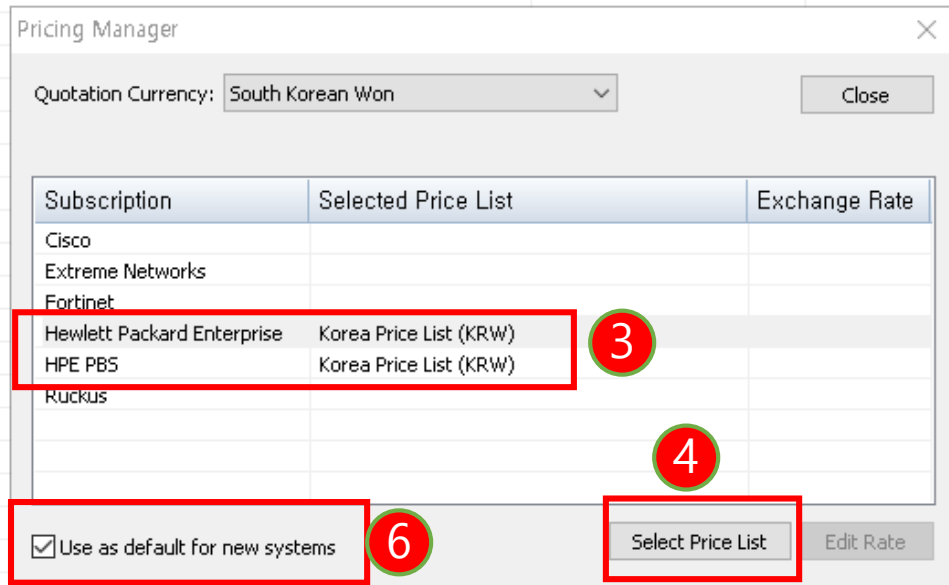 Pricing Manager
Quotation Currency: South Korean Won
Close
Subscription Selected Price List Exchange Rate
Cisco
Extreme Networks
Fortinet
Hewlett Packard Enterprise Korea Price List (KRW)
3
HPE PBS Korea Price List (KRW)
Ruckus
4
Use as default for new systems
6
Select Price List
Edit Rate